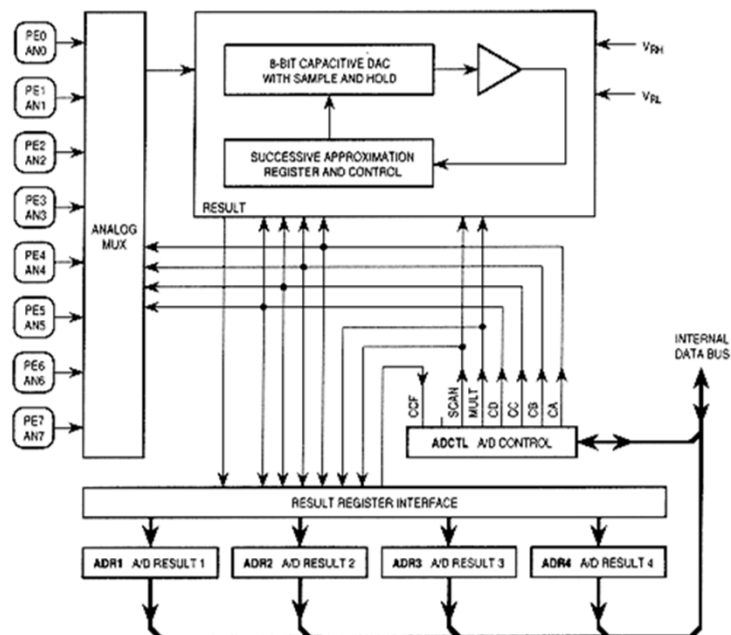 PE0
AN0
PE1
AN1
PE2
AN2
PE3
AN3
PE4
AN4
PE5
AN5
PE6
AN6
PE7
AN7
ANALOG
MUX
8-BIT CAPACITIVE DAC
WITH SAMPLE AND HOLD
SUCCESSIVE APPROXIMATION
REGISTER AND CONTROL
RESULT
VRH
VRL
INTERNAL
DATA BUS
CCF
SCAN
MULT
CD
CC
CB
CA
ADCTL A/D CONTROL
RESULT REGISTER INTERFACE
ADR1 A/D RESULT 1
ADR2 A/D RESULT 2
ADR3 A/D RESULT 3
ADR4 A/D RESULT 4